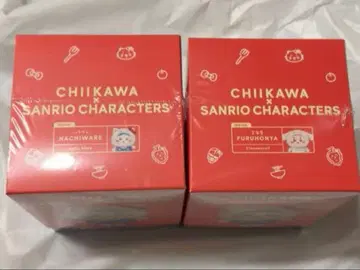 CHIIKAWA
×
SANRIO CHARACTERS
HACHIWARE
CHIIKAWA
×
SANRIO CHARACTERS
FURUHONYA